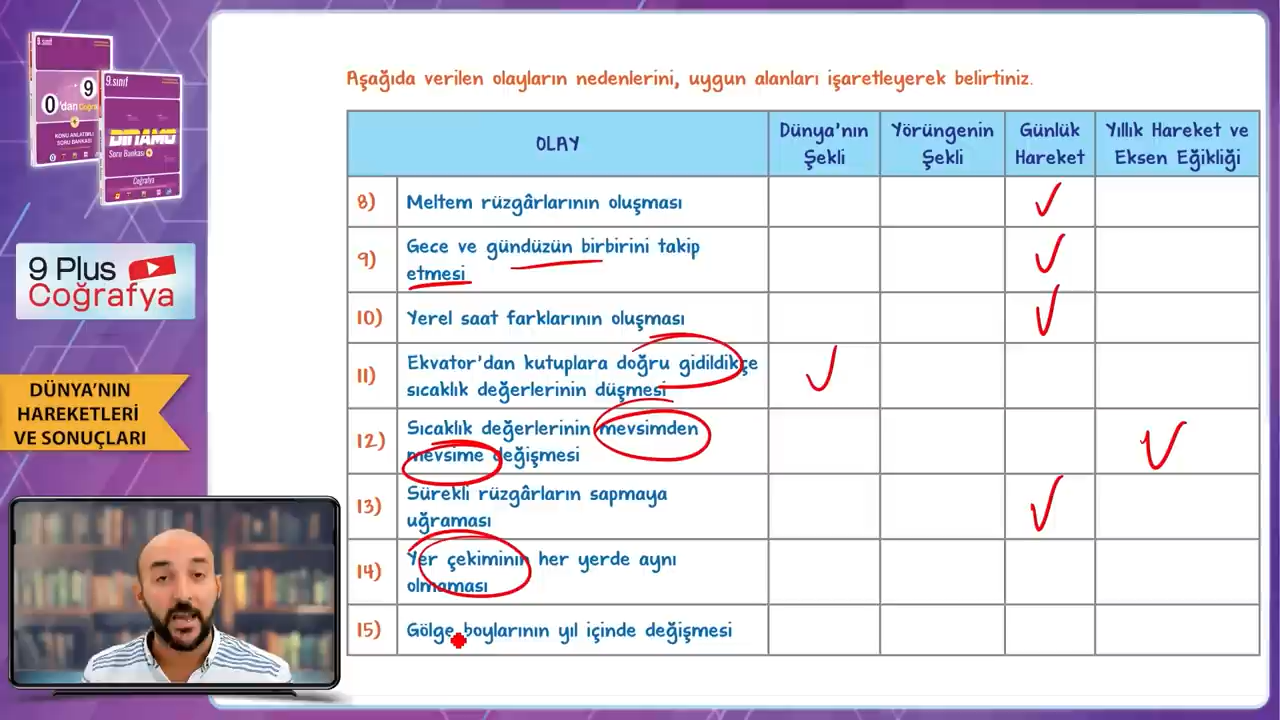 9.sınıf
0'dan 9
Coğrafya
KONU ANLATIMLI
SORU BANKASI
9.sınıf
DİNAMO
Soru Bankası
Coğrafya
9 Plus
Coğrafya
DÜNYA'NIN
HAREKETLERİ
VE SONUÇLARI
Aşağıda verilen olayların nedenlerini, uygun alanları işaretleyerek belirtiniz.
OLAY
Dünya'nın
Şekli
Yörüngenin
Şekli
Günlük
Hareket
Yıllık Hareket ve
Eksen Eğikliği
8) Meltem rüzgârlarının oluşması
9) Gece ve gündüzün birbirini takip
etmesi
10) Yerel saat farklarının oluşması
11) Ekvator'dan kutuplara doğru gidildikçe
sıcaklık değerlerinin düşmesi
12) Sıcaklık değerlerinin mevsimden
mevsime değişmesi
13) Sürekli rüzgârların sapmaya
uğraması
14) Yer çekiminin her yerde aynı
olmaması
15) Gölge boylarının yıl içinde değişmesi